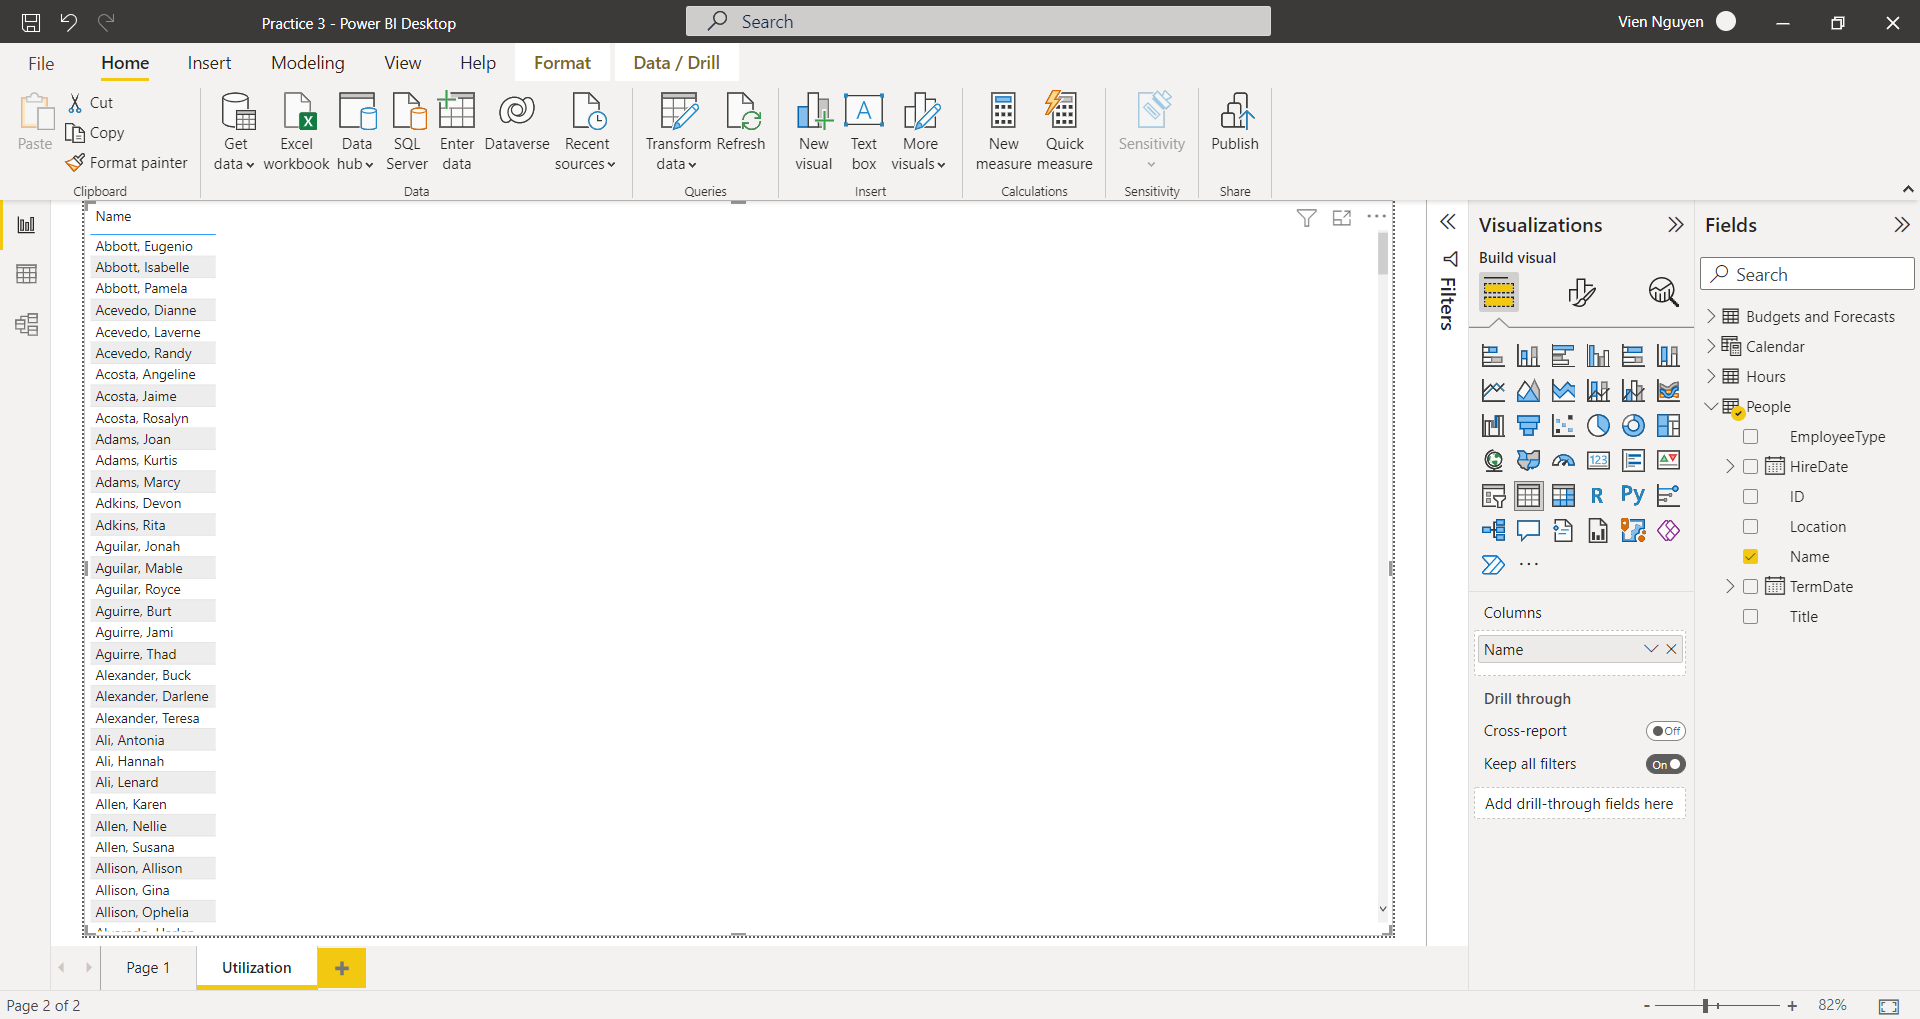 Practice 3 - Power BI Desktop
Search
Vien Nguyen
File
Home
Insert
Modeling
View
Help
Format
Data / Drill
Paste
Cut
Copy
Format painter
Clipboard
Get data
Excel workbook
Data hub
SQL Server
Enter data
Dataverse
Recent sources
Data
Transform data
Refresh
Queries
New visual
Text box
More visuals
Insert
New measure
Quick measure
Calculations
Sensitivity
Sensitivity
Publish
Share
Name
Abbott, Eugenio
Abbott, Isabelle
Abbott, Pamela
Acevedo, Dianne
Acevedo, Laverne
Acevedo, Randy
Acosta, Angeline
Acosta, Jaime
Acosta, Rosalyn
Adams, Joan
Adams, Kurtis
Adams, Marcy
Adkins, Devon
Adkins, Rita
Aguilar, Jonah
Aguilar, Mable
Aguilar, Royce
Aguirre, Burt
Aguirre, Jami
Aguirre, Thad
Alexander, Buck
Alexander, Darlene
Alexander, Teresa
Ali, Antonia
Ali, Hannah
Ali, Lenard
Allen, Karen
Allen, Nellie
Allen, Susana
Allison, Allison
Allison, Gina
Allison, Ophelia
Filters
Visualizations
Build visual
123
R
Py
Columns
Name
Drill through
Cross-report
Off
Keep all filters
On
Add drill-through fields here
Fields
Search
Budgets and Forecasts
Calendar
Hours
People
EmployeeType
HireDate
ID
Location
Name
TermDate
Title
Page 1
Utilization
Page 2 of 2
82%